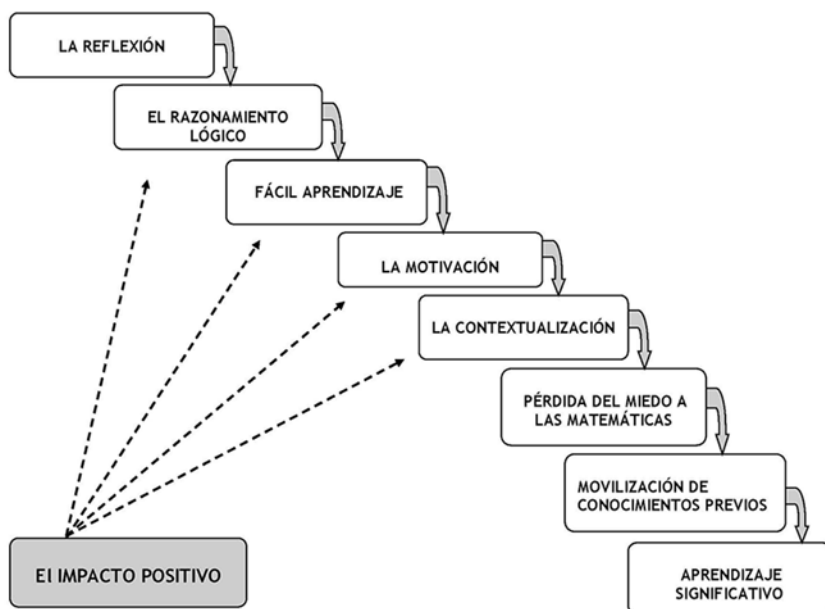 LA REFLEXIÓN
EL RAZONAMIENTO
LÓGICO
FÁCIL APRENDIZAJE
LA MOTIVACIÓN
LA CONTEXTUALIZACIÓN
PÉRDIDA DEL MIEDO A
LAS MATEMÁTICAS
MOVILIZACIÓN DE
CONOCIMIENTOS PREVIOS
El IMPACTO POSITIVO
APRENDIZAJE
SIGNIFICATIVO